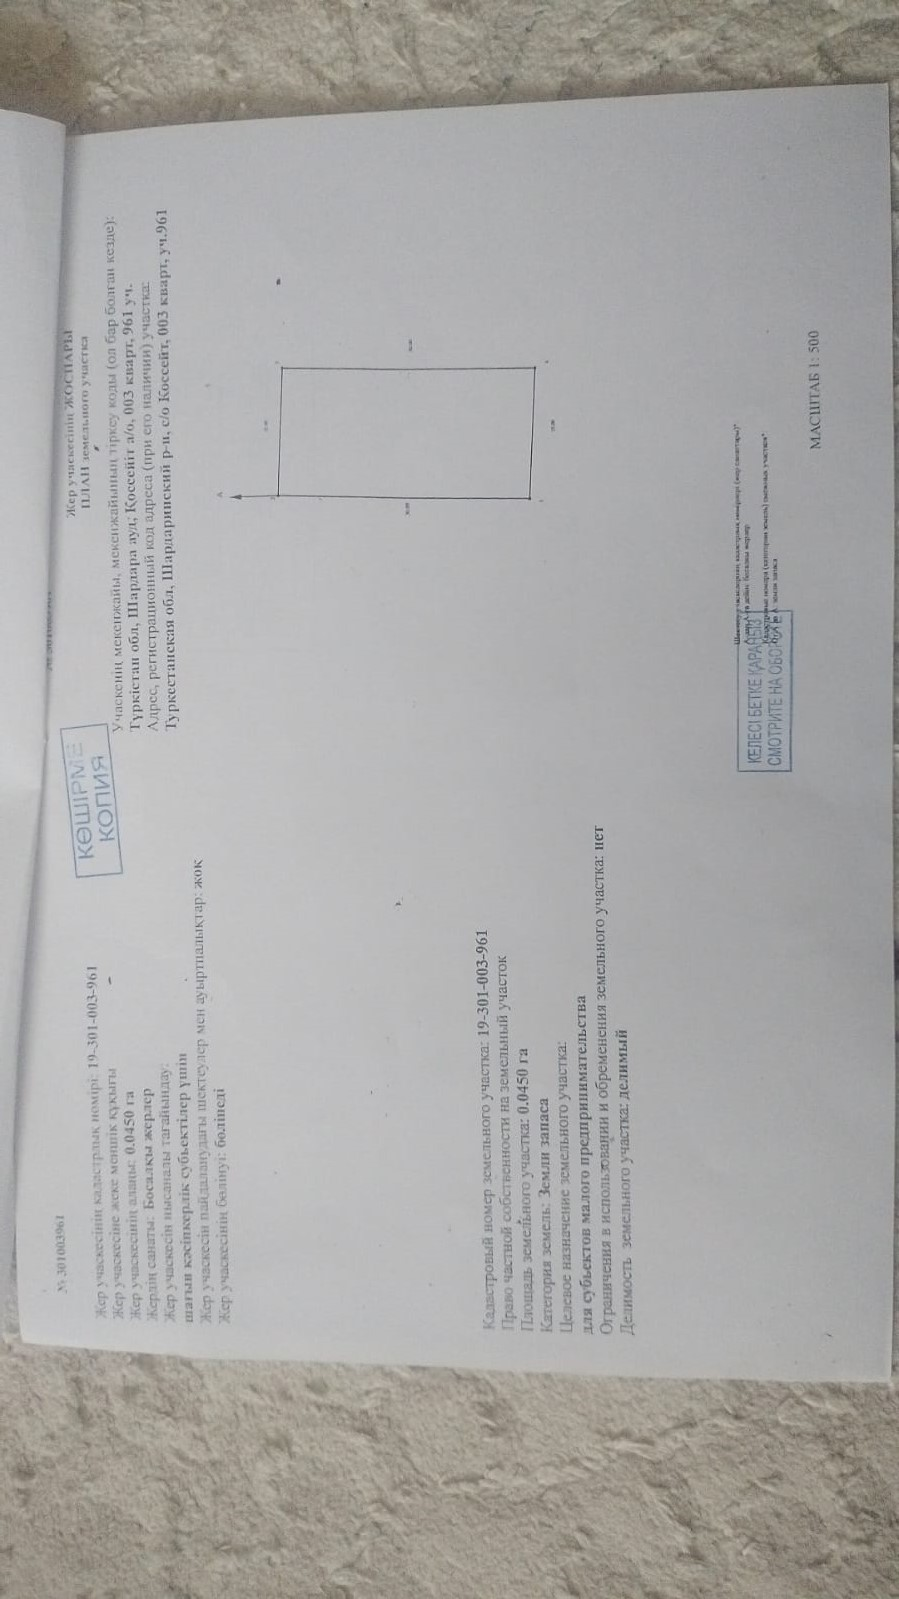 № 301003961
Жер учаскесінің кадастрлық нөмірі: 19-301-003-961
Жер учаскесіне жеке меншік құқығы
Жер учаскесінің алаңы: 0.0450 га
Жердің санаты: Босалқы жерлер
Жер учаскесін нысаналы тағайындау:
шағын кәсіпкерлік субъектілер үшін
Жер учаскесін пайдаланудағы шектеулер мен ауыртпалықтар: жоқ
Жер учаскесінің бөлінуі: бөлінеді
Кадастровый номер земельного участка: 19-301-003-961
Право частной собственности на земельный участок
Площадь земельного участка: 0.0450 га
Категория земель: Земли запаса
Целевое назначение земельного участка:
для субъектов малого предпринимательства
Ограничения в использовании и обременения земельного участка: нет
Делимость земельного участка: делимый
КӨШІРМЕ
КОПИЯ
Жер учаскесінің ЖОСПАРЫ
ПЛАН земельного участка
Учаскенің мекенжайы, мекенжайының тіркеу коды (ол бар болған кезде):
Түркістан обл, Шардара ауд, Қоссейіт а/о, 003 кварт, 961 уч.
Адрес, регистрационный код адреса (при его наличии) участка:
Туркестанская обл, Шардаринский р-н, с/о Коссейт, 003 кварт, уч.961
А
КЕЛЕСІ БЕТКЕ ҚАРАҢЫЗ
СМОТРИТЕ НА ОБОРОТЕ
МАСШТАБ 1: 500